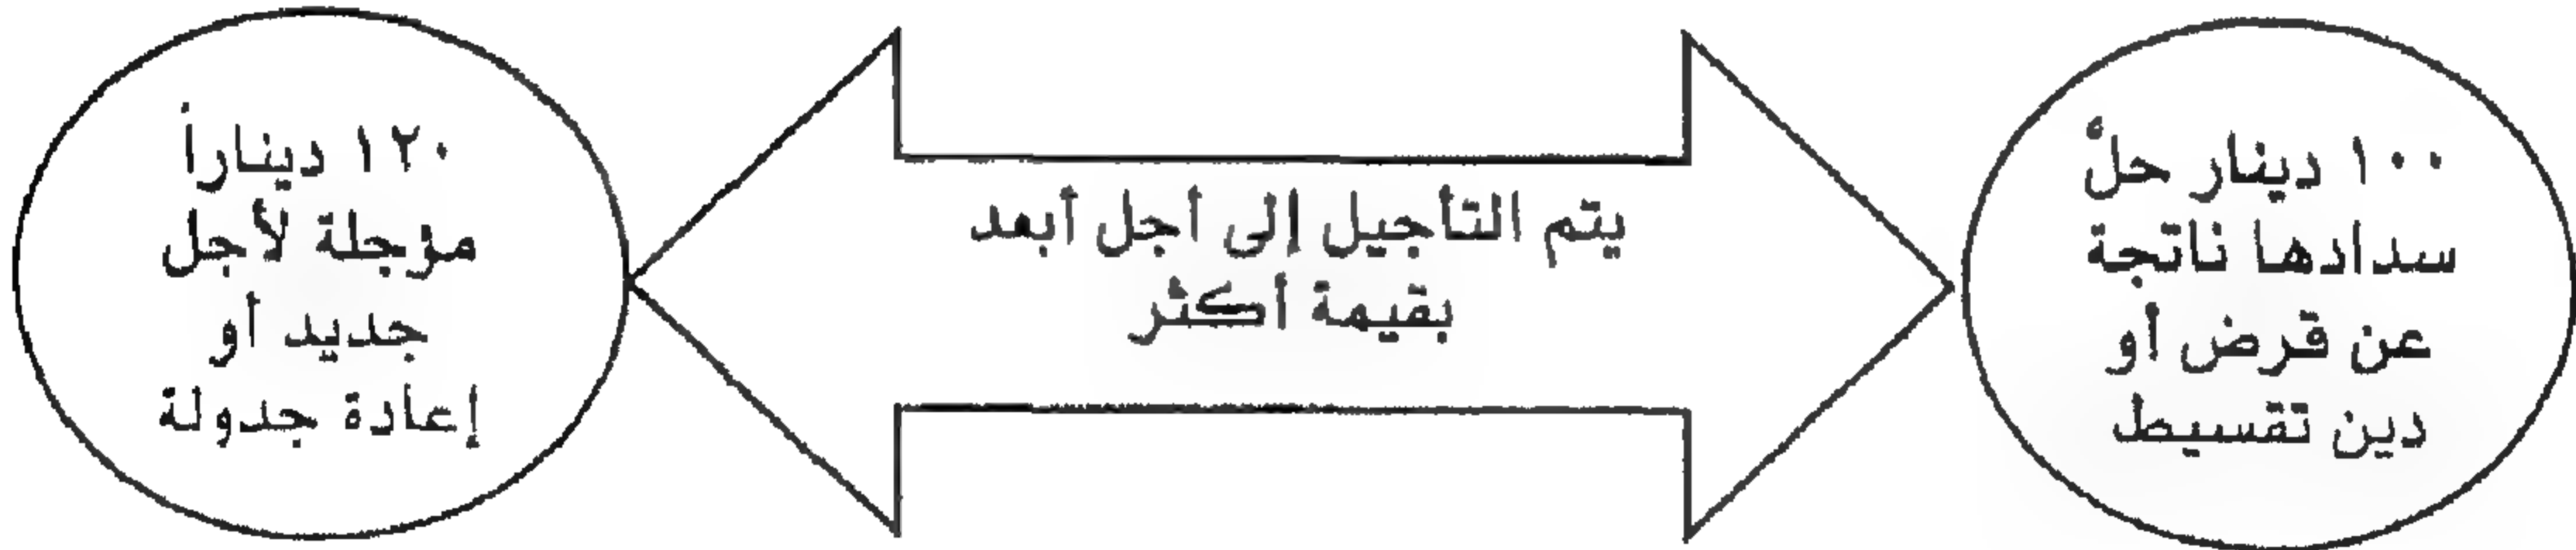 ١٠٠ دينار حلّ
سدادها ناتجة
عن قرض أو
دين تقسيط
يتم التأجيل إلى أجل أبعد
بقيمة أكثر
١٢٠ ديناراً
مؤجلة لأجل
جديد أو
إعادة جدولة